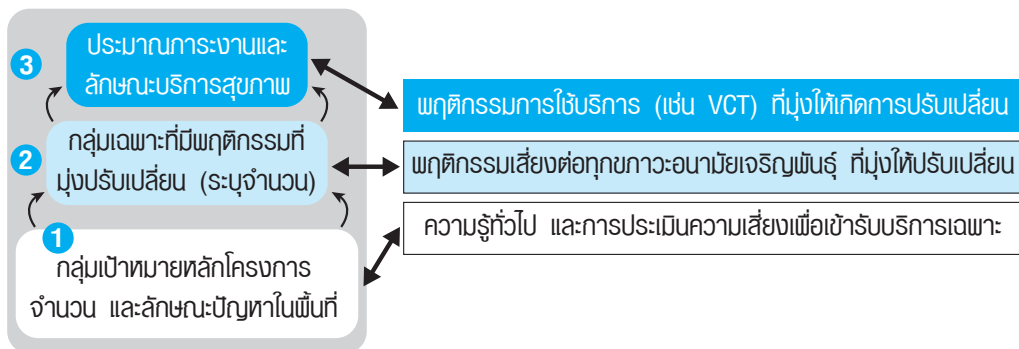 3
ประมาณภาระงานและ
ลักษณะบริการสุขภาพ
พฤติกรรมการใช้บริการ (เช่น VCT) ที่มุ่งให้เกิดการปรับเปลี่ยน
2
กลุ่มเฉพาะที่มีพฤติกรรมที่
มุ่งปรับเปลี่ยน (ระบุจำนวน)
พฤติกรรมเสี่ยงต่อทุกขภาวะอนามัยเจริญพันธุ์ ที่มุ่งให้ปรับเปลี่ยน
1
กลุ่มเป้าหมายหลักโครงการ
จำนวน และลักษณะปัญหาในพื้นที่
ความรู้ทั่วไป และการประเมินความเสี่ยงเพื่อเข้ารับบริการเฉพาะ